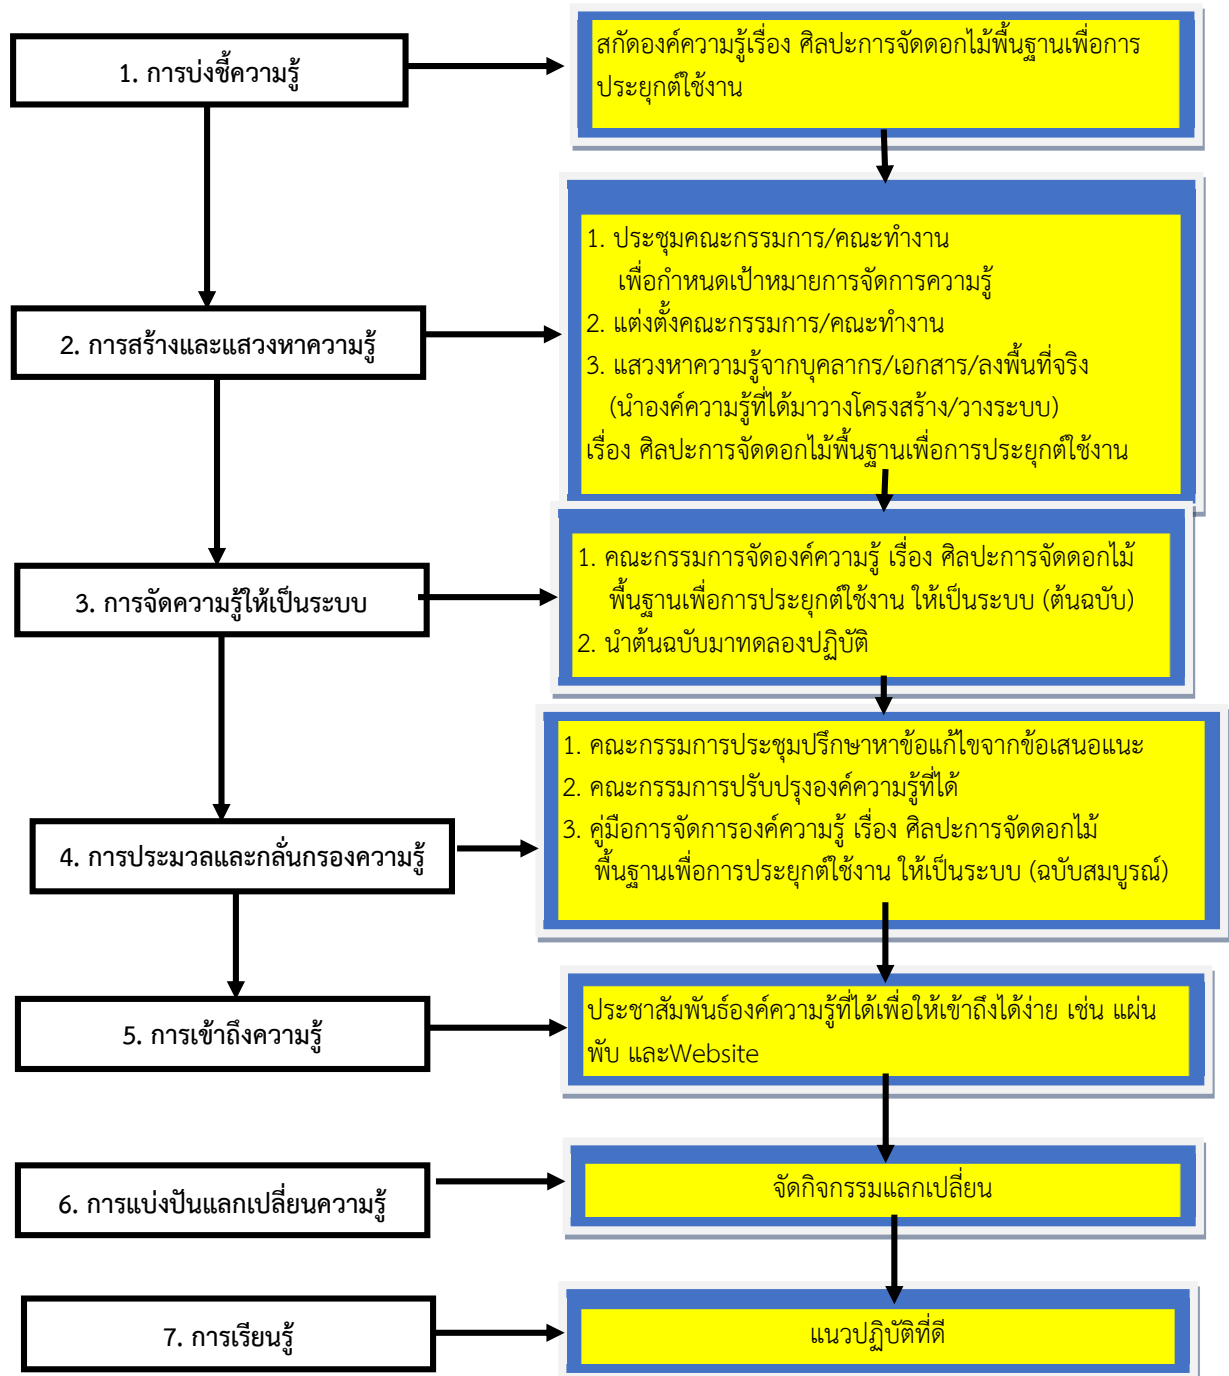 1. การบ่งชี้ความรู้
สกัดองค์ความรู้เรื่อง ศิลปะการจัดดอกไม้พื้นฐานเพื่อการ
ประยุกต์ใช้งาน
2. การสร้างและแสวงหาความรู้
1. ประชุมคณะกรรมการ/คณะทำงาน
เพื่อกำหนดเป้าหมายการจัดการความรู้
2. แต่งตั้งคณะกรรมการ/คณะทำงาน
3. แสวงหาความรู้จากบุคลากร/เอกสาร/ลงพื้นที่จริง
(นำองค์ความรู้ที่ได้มาวางโครงสร้าง/วางระบบ)
เรื่อง ศิลปะการจัดดอกไม้พื้นฐานเพื่อการประยุกต์ใช้งาน
3. การจัดความรู้ให้เป็นระบบ
1. คณะกรรมการจัดองค์ความรู้ เรื่อง ศิลปะการจัดดอกไม้
พื้นฐานเพื่อการประยุกต์ใช้งาน ให้เป็นระบบ (ต้นฉบับ)
2. นำต้นฉบับมาทดลองปฏิบัติ
4. การประมวลและกลั่นกรองความรู้
1. คณะกรรมการประชุมปรึกษาหาข้อแก้ไขจากข้อเสนอแนะ
2. คณะกรรมการปรับปรุงองค์ความรู้ที่ได้
3. คู่มือการจัดการองค์ความรู้ เรื่อง ศิลปะการจัดดอกไม้
พื้นฐานเพื่อการประยุกต์ใช้งาน ให้เป็นระบบ (ฉบับสมบูรณ์)
5. การเข้าถึงความรู้
ประชาสัมพันธ์องค์ความรู้ที่ได้เพื่อให้เข้าถึงได้ง่าย เช่น แผ่น
พับ และWebsite
6. การแบ่งปันแลกเปลี่ยนความรู้
จัดกิจกรรมแลกเปลี่ยน
7. การเรียนรู้
แนวปฏิบัติที่ดี